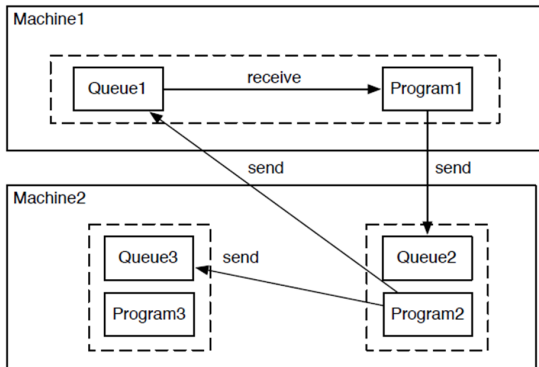 Machine1
receive
Queue1
Program1
send
send
Machine2
Queue3
send
Queue2
Program3
Program2